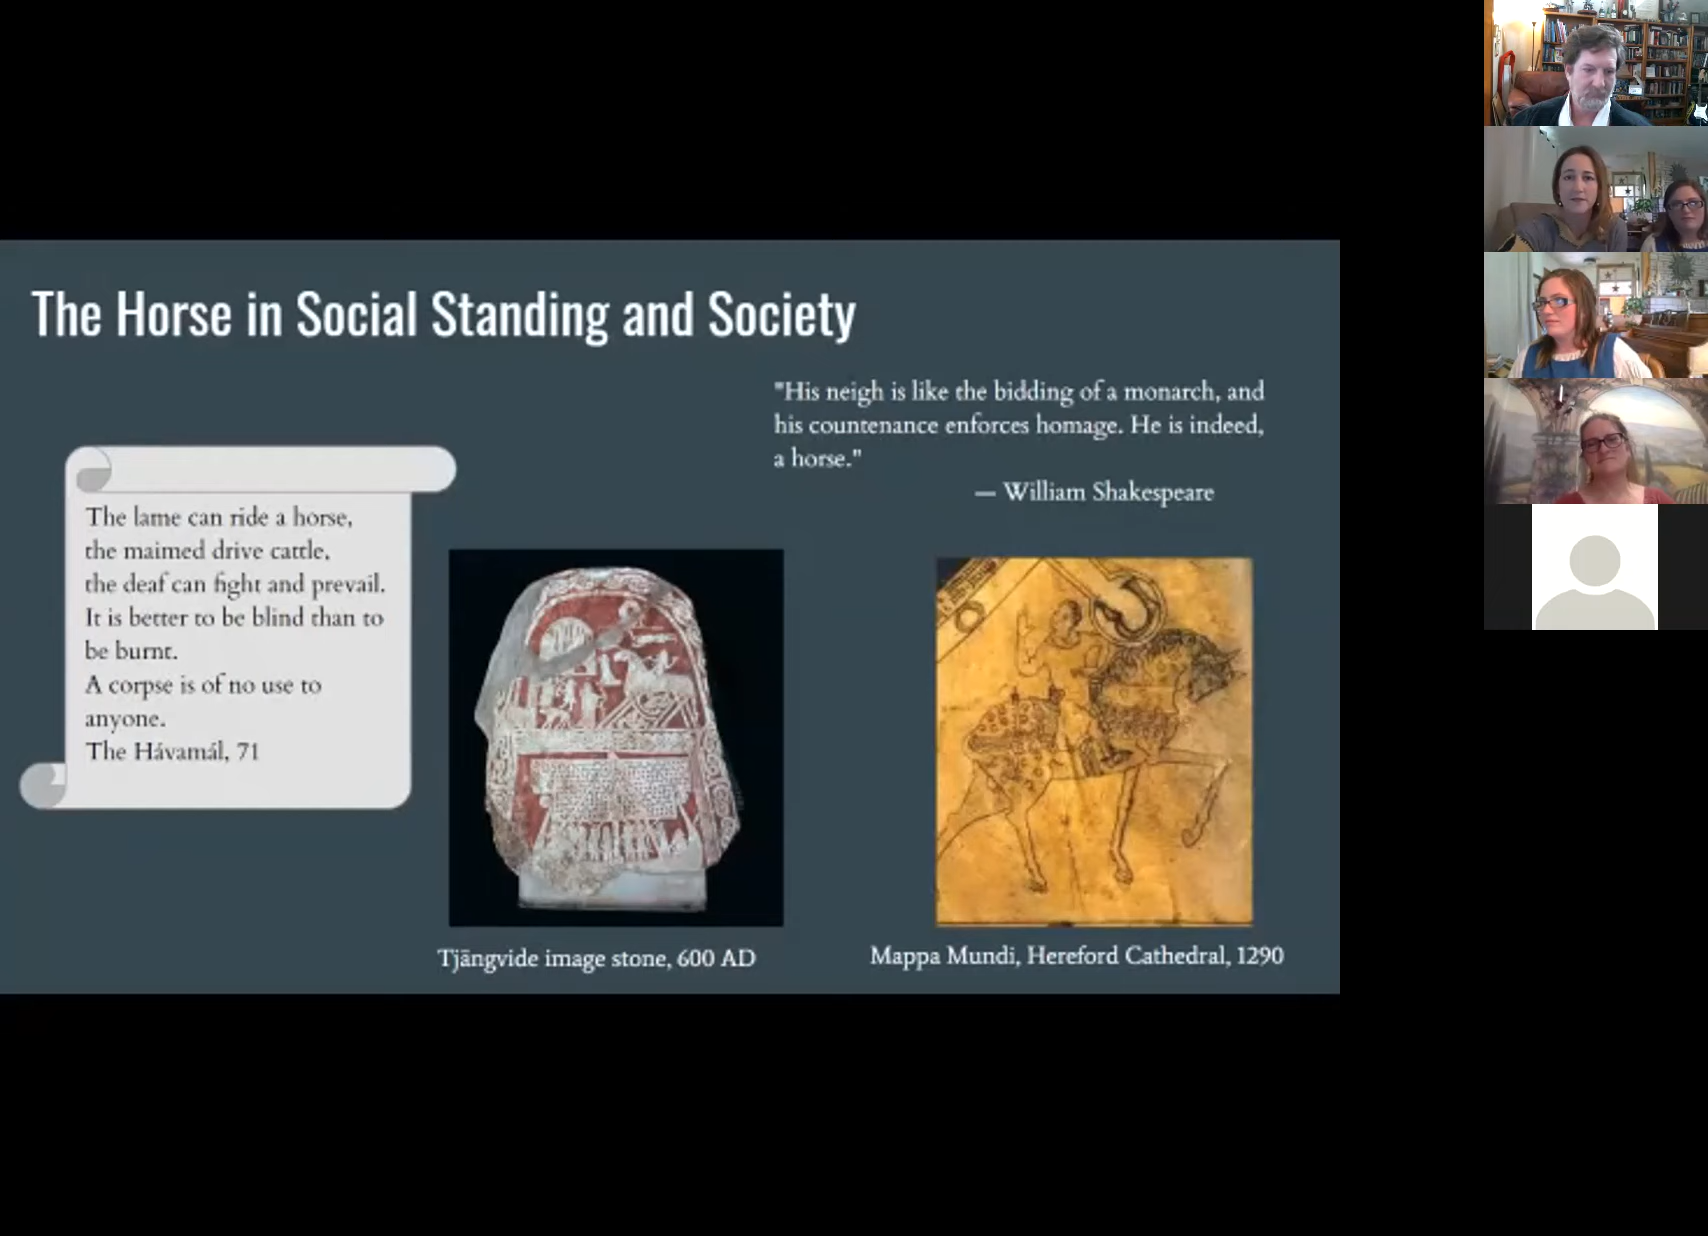 The Horse in Social Standing and Society
"His neigh is like the bidding of a monarch, and
his countenance enforces homage. He is indeed,
a horse."
— William Shakespeare
The lame can ride a horse,
the maimed drive cattle,
the deaf can fight and prevail.
It is better to be blind than to
be burnt.
A corpse is of no use to
anyone.
The Hávamál, 71
Tjängvide image stone, 600 AD
Mappa Mundi, Hereford Cathedral, 1290